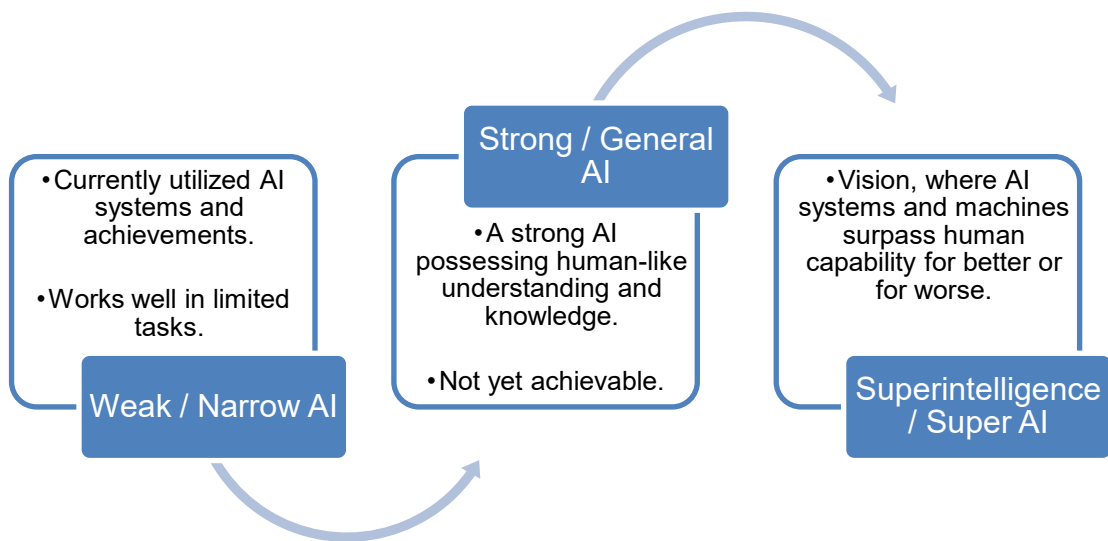 •Currently utilized AI
systems and
achievements.
•Works well in limited
tasks.
Weak / Narrow AI
Strong / General
AI
•A strong AI
possessing human-like
understanding and
knowledge.
•Not yet achievable.
•Vision, where AI
systems and machines
surpass human
capability for better or
for worse.
Superintelligence
/ Super AI